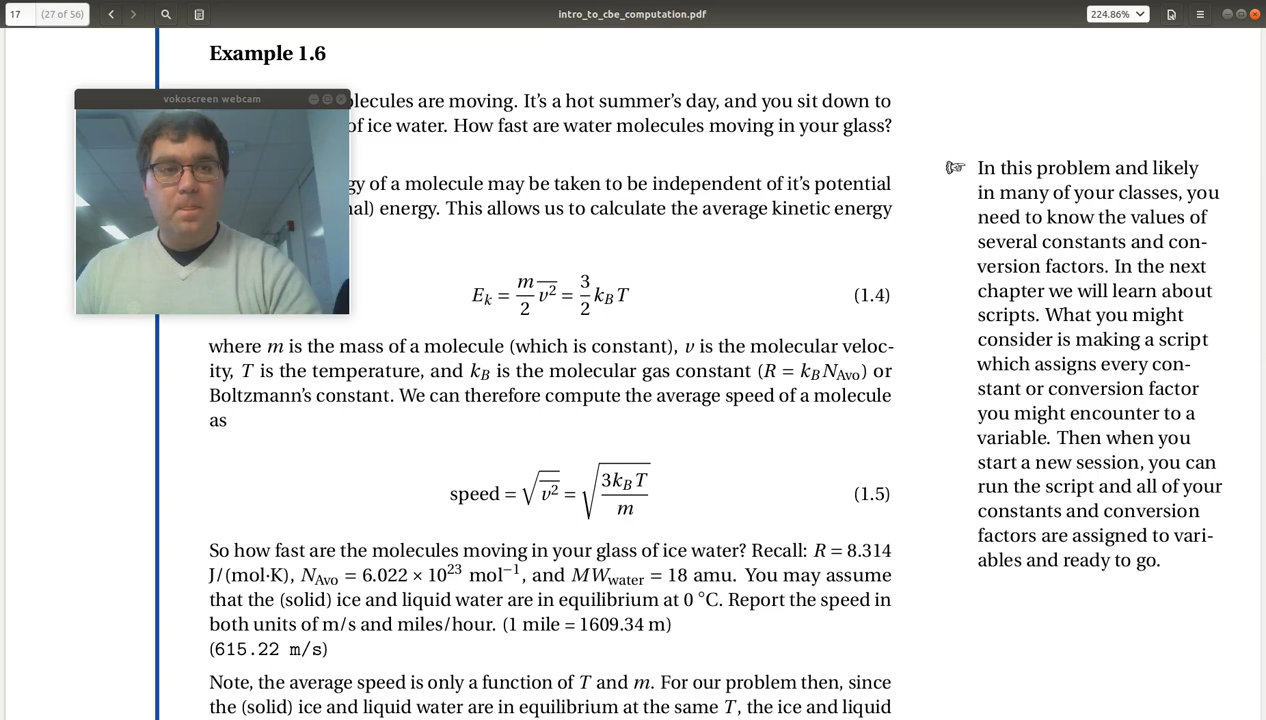 17 (27 of 56) intro_to_cbe_computation.pdf 224.86%
Example 1.6
vokoscreen webcam
lecules are moving. It's a hot summer's day, and you sit down to
of ice water. How fast are water molecules moving in your glass?
gy of a molecule may be taken to be independent of it's potential
al) energy. This allows us to calculate the average kinetic energy
E_k = m/2 \overline{v^2} = 3/2 k_B T (1.4)
where m is the mass of a molecule (which is constant), v is the molecular veloc-
ity, T is the temperature, and k_B is the molecular gas constant (R = k_B N_Avo) or
Boltzmann's constant. We can therefore compute the average speed of a molecule
as
speed = √\overline{v^2} = √(3k_B T / m) (1.5)
So how fast are the molecules moving in your glass of ice water? Recall: R = 8.314
J/(mol·K), N_Avo = 6.022 × 10^23 mol^−1, and MW_water = 18 amu. You may assume
that the (solid) ice and liquid water are in equilibrium at 0 °C. Report the speed in
both units of m/s and miles/hour. (1 mile = 1609.34 m)
(615.22 m/s)
Note, the average speed is only a function of T and m. For our problem then, since
the (solid) ice and liquid water are in equilibrium at the same T, the ice and liquid
In this problem and likely
in many of your classes, you
need to know the values of
several constants and con-
version factors. In the next
chapter we will learn about
scripts. What you might
consider is making a script
which assigns every con-
stant or conversion factor
you might encounter to a
variable. Then when you
start a new session, you can
run the script and all of your
constants and conversion
factors are assigned to vari-
ables and ready to go.